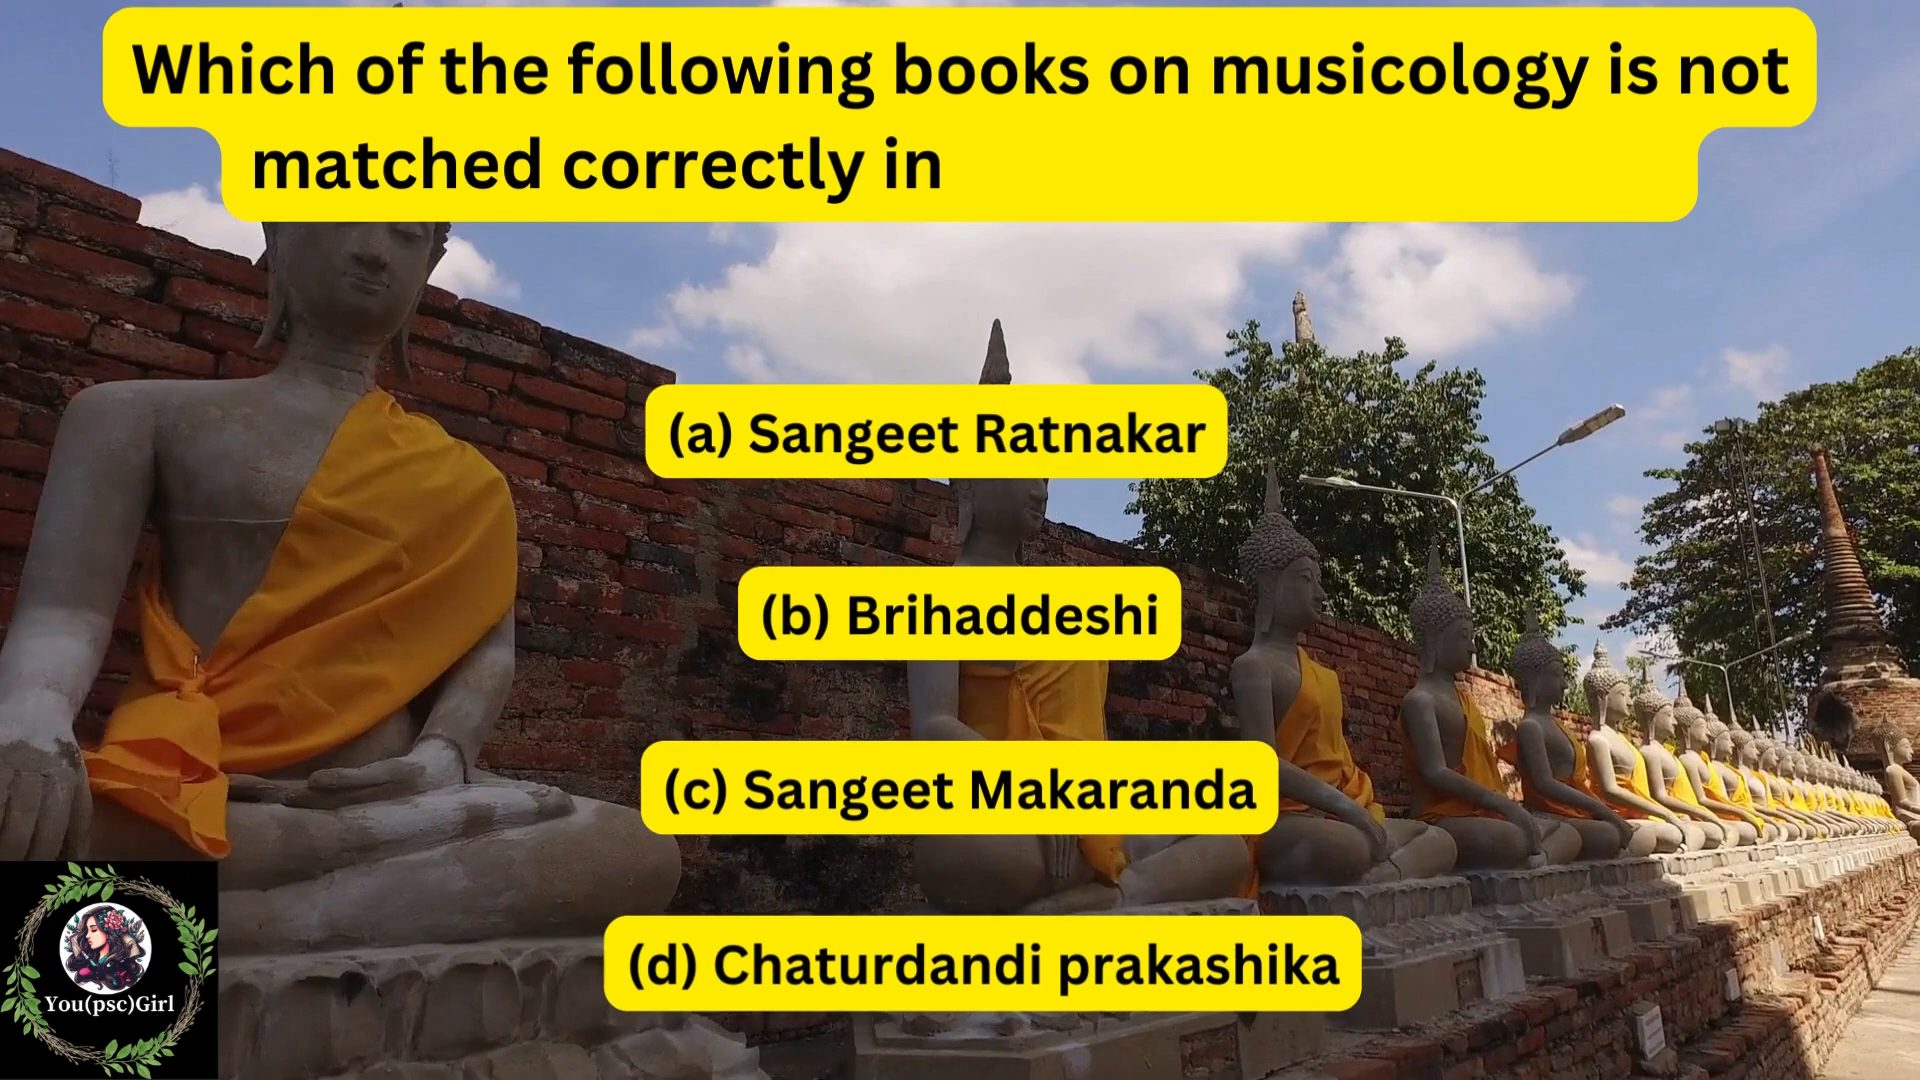 Which of the following books on musicology is not
matched correctly in
(a) Sangeet Ratnakar
(b) Brihaddeshi
(c) Sangeet Makaranda
(d) Chaturdandi prakashika
You(psc)Girl